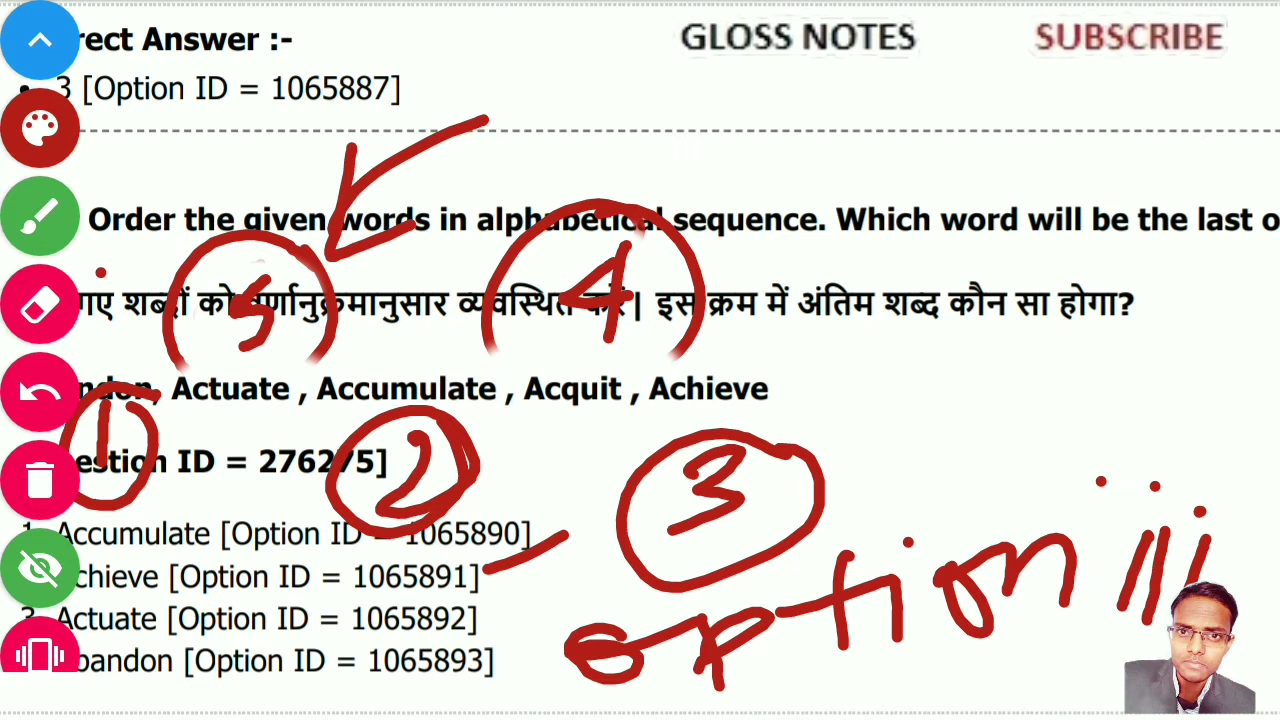 rect Answer :-
GLOSS NOTES
SUBSCRIBE
3 [Option ID = 1065887]
Order the given words in alphabetical sequence. Which word will be the last o
गए शब्दों को वर्णानुक्रमानुसार व्यवस्थित करें| इस क्रम में अंतिम शब्द कौन सा होगा?
5
4
ndon, Actuate , Accumulate , Acquit , Achieve
1
2
3
estion ID = 276275]
1. Accumulate [Option ID = 1065890]
chieve [Option ID = 1065891]
3. Actuate [Option ID = 1065892]
bandon [Option ID = 1065893]
option iii